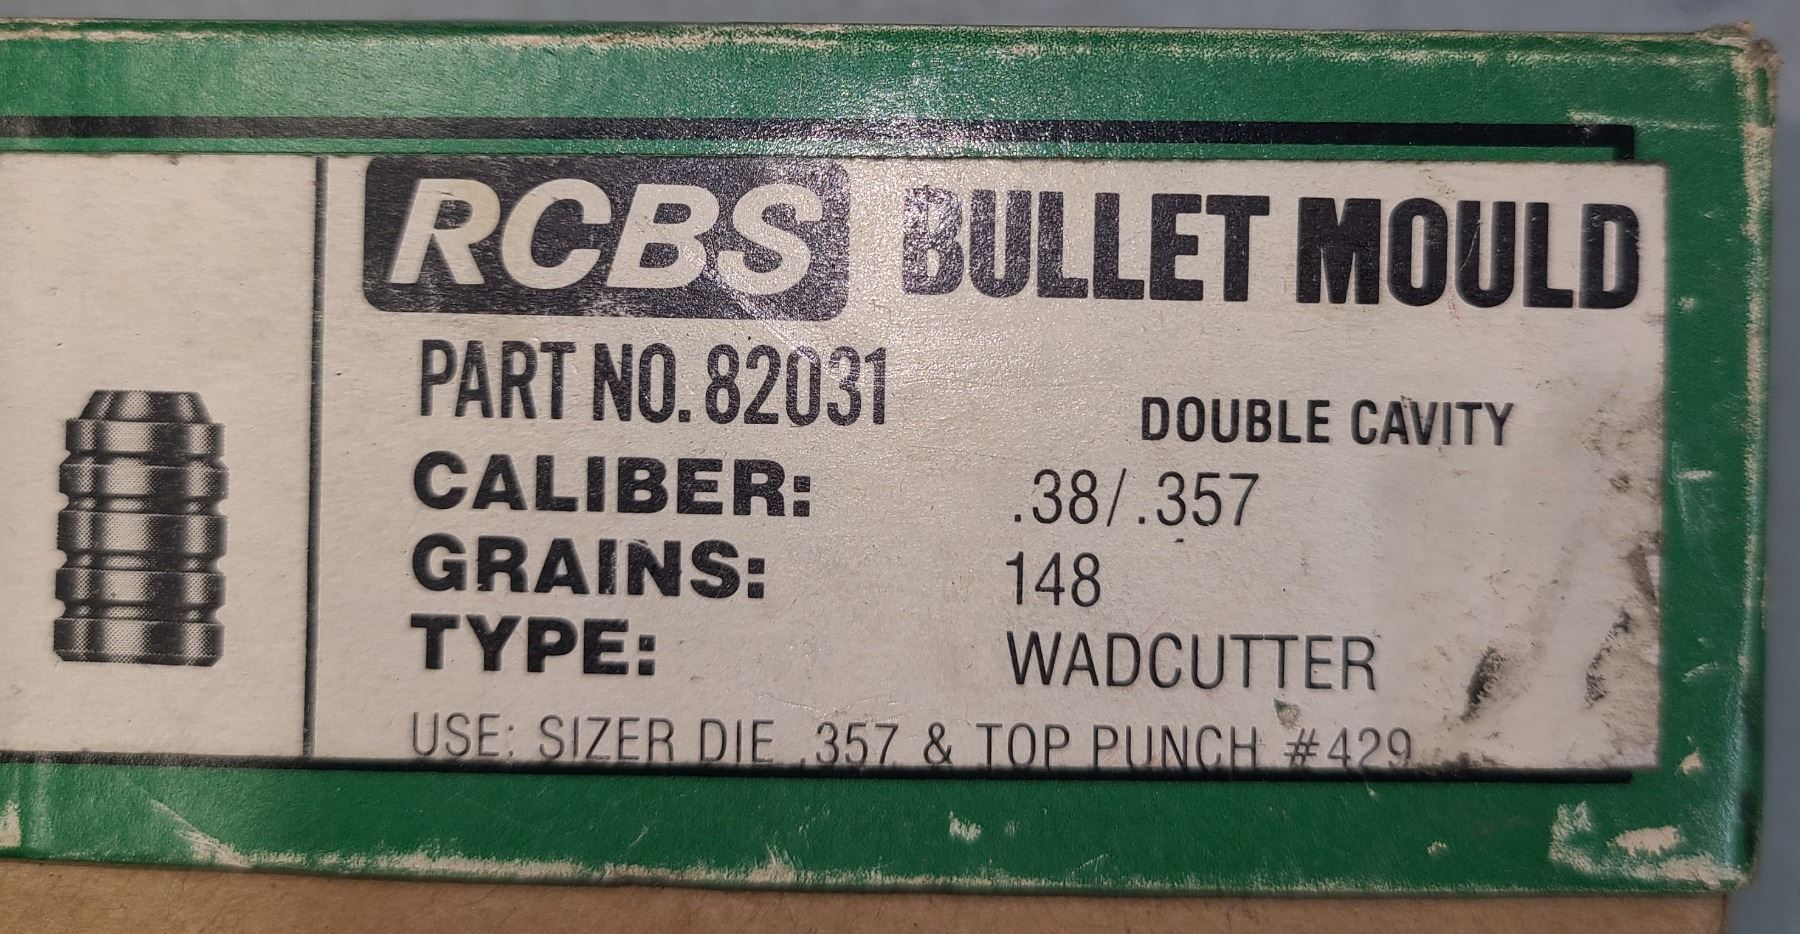 RCBS BULLET MOULD
PART NO. 82031
DOUBLE CAVITY
CALIBER: .38/.357
GRAINS: 148
TYPE: WADCUTTER
USE: SIZER DIE .357 & TOP PUNCH #429